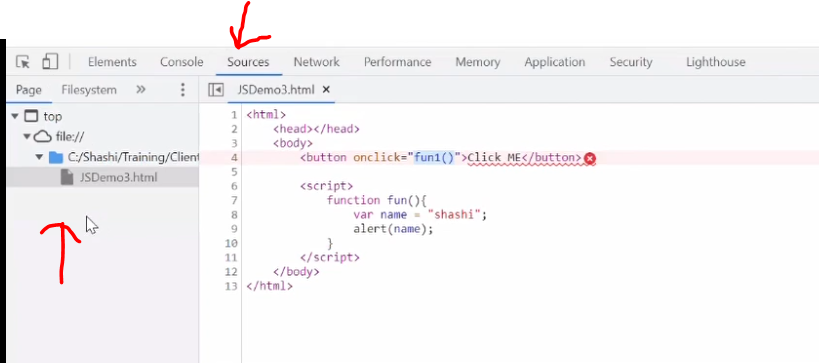 Elements Console Sources Network Performance Memory Application Security Lighthouse
Page Filesystem » JSDemo3.html ×
top
file://
C:/Shashi/Training/Client
JSDemo3.html
1 <html>
2 <head></head>
3 <body>
4 <button onclick="fun1()">Click ME</button>
5
6 <script>
7 function fun(){
8 var name = "shashi";
9 alert(name);
10 }
11 </script>
12 </body>
13 </html>